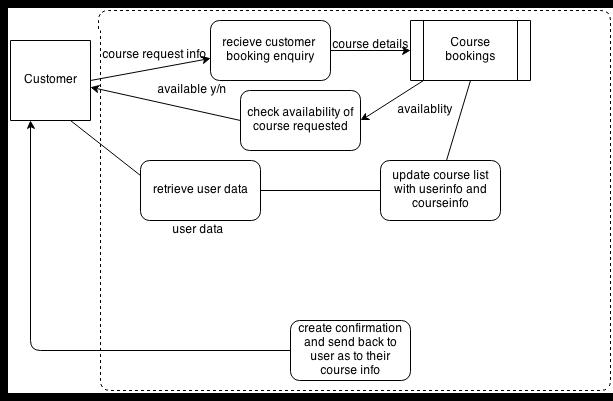 Customer
course request info
recieve customer
booking enquiry
course details
Course
bookings
available y/n
check availability of
course requested
availablity
retrieve user data
user data
update course list
with userinfo and
courseinfo
create confirmation
and send back to
user as to their
course info